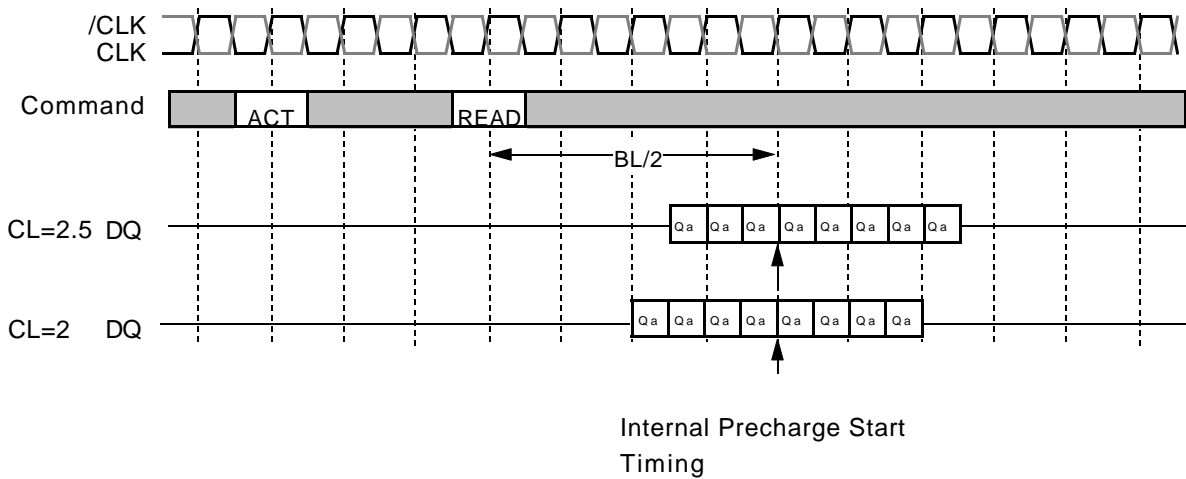 /CLK
CLK
Command
ACT
READ
BL/2
CL=2.5 DQ
Qa Qa Qa Qa Qa Qa Qa Qa
CL=2 DQ
Qa Qa Qa Qa Qa Qa Qa Qa
Internal Precharge Start
Timing